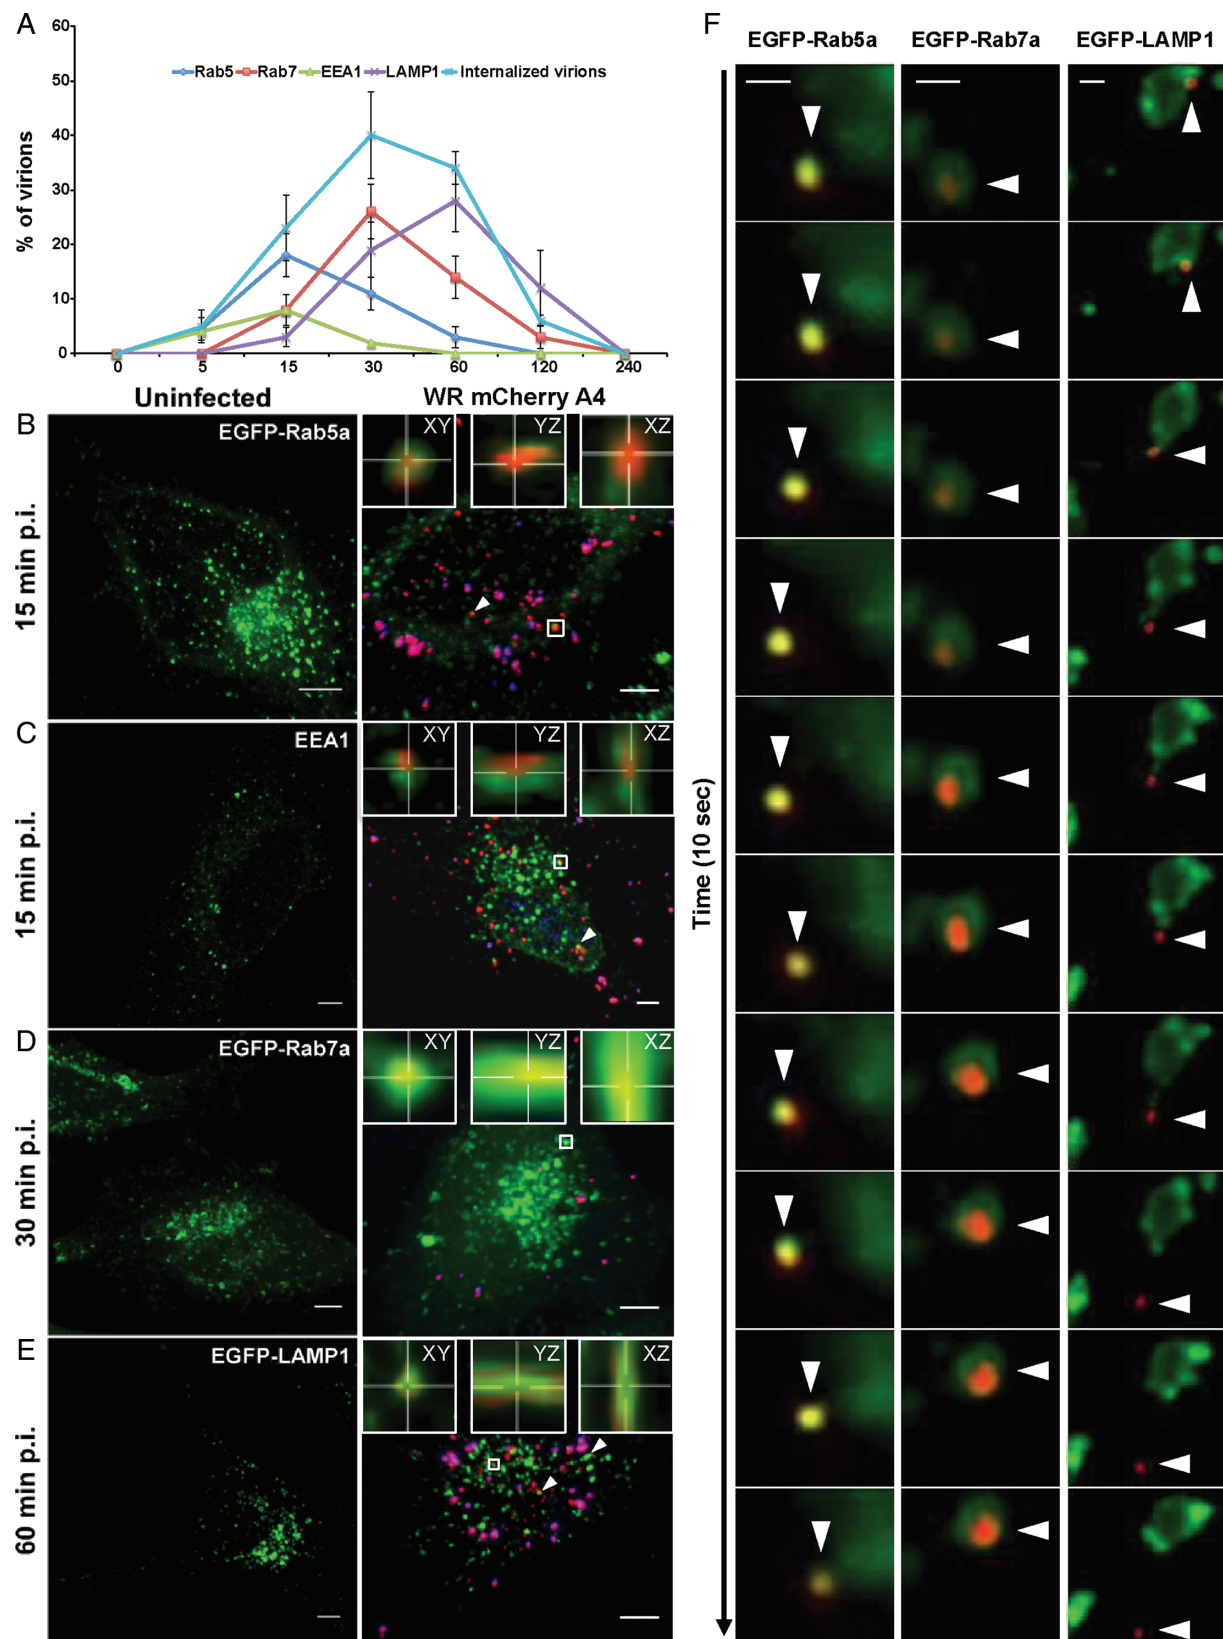 A
60
50
40
30
20
10
0
% of virions
Rab5 Rab7 EEA1 LAMP1 Internalized virions
0 5 15 30 60 120 240
Uninfected WR mCherry A4
B
15 min p.i.
EGFP-Rab5a
XY YZ XZ
C
15 min p.i.
EEA1
XY YZ XZ
D
30 min p.i.
EGFP-Rab7a
XY YZ XZ
E
60 min p.i.
EGFP-LAMP1
XY YZ XZ
F
EGFP-Rab5a EGFP-Rab7a EGFP-LAMP1
Time (10 sec)